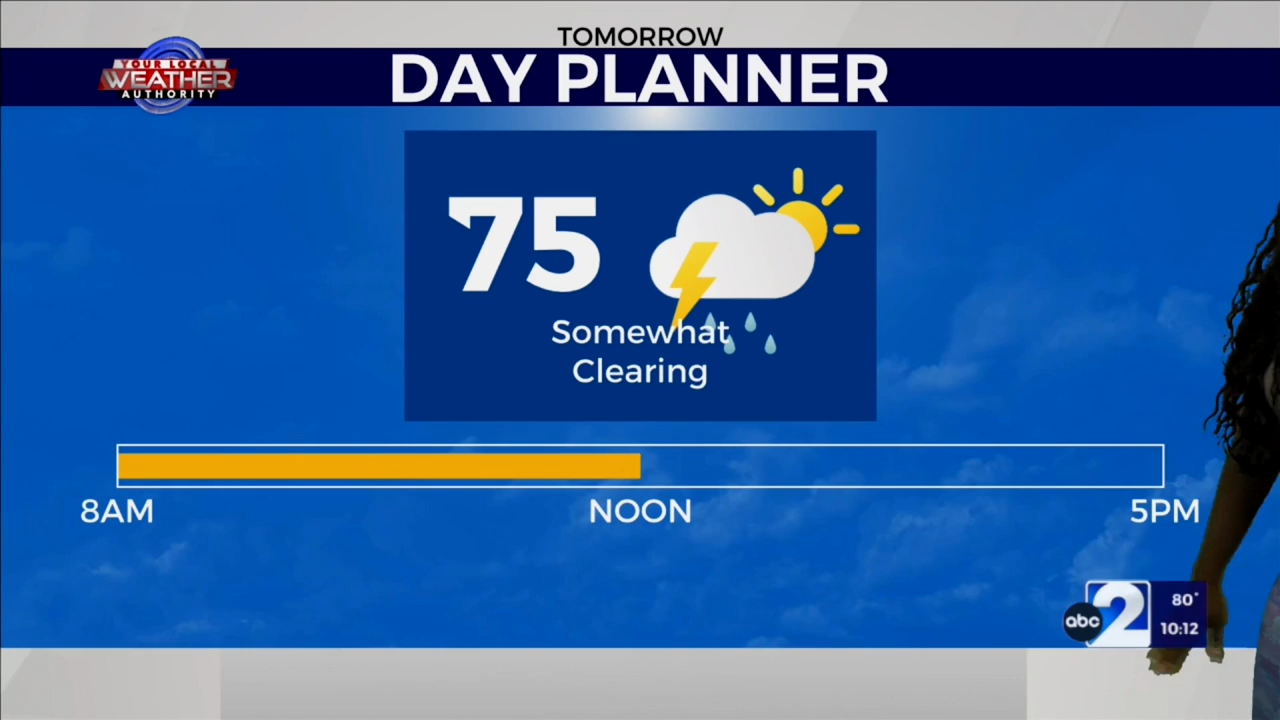 TOMORROW
DAY PLANNER
YOUR LOCAL
WEATHER
AUTHORITY
75
Somewhat
Clearing
8AM
NOON
5PM
abc
2
80°
10:12